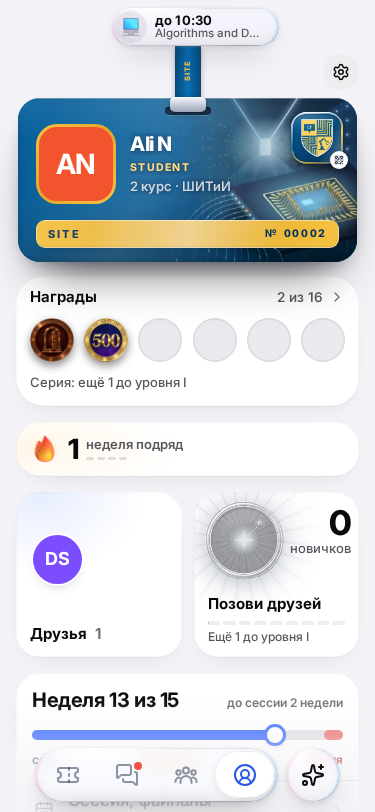 до 10:30
Algorithms and D...
SITE
AN
Ali N
STUDENT
2 курс · ШИТиИ
SITE
№ 00002
Награды
2 из 16
500
Серия: ещё 1 до уровня I
1 неделя подряд
DS
Друзья 1
0
новичков
Позови друзей
Ещё 1 до уровня I
Неделя 13 из 15
до сессии 2 недели
Сессия, файналы